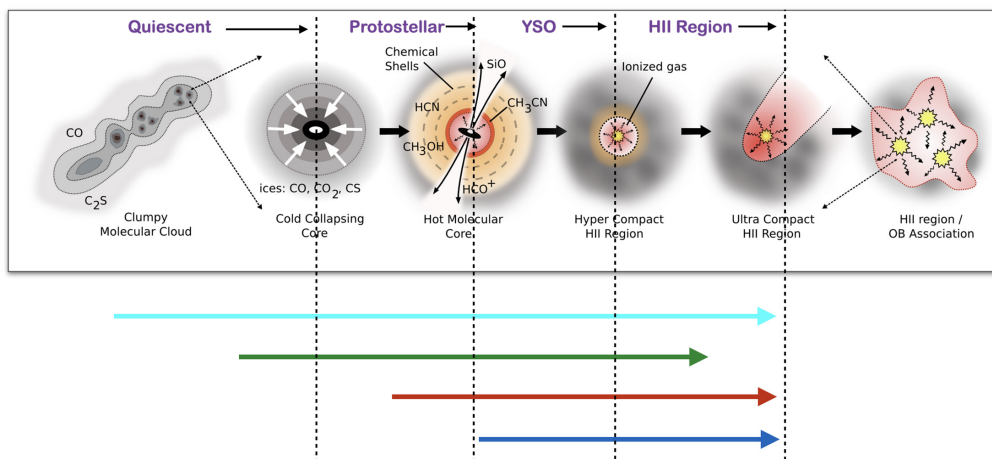 Quiescent
Protostellar
YSO
HII Region
Chemical
Shells
SiO
Ionized gas
HCN
CH3CN
CO
CH3OH
HCO+
C2S
ices: CO, CO2, CS
Clumpy
Molecular Cloud
Cold Collapsing
Core
Hot Molecular
Core
Hyper Compact
HII Region
Ultra Compact
HII Region
HII region /
OB Association